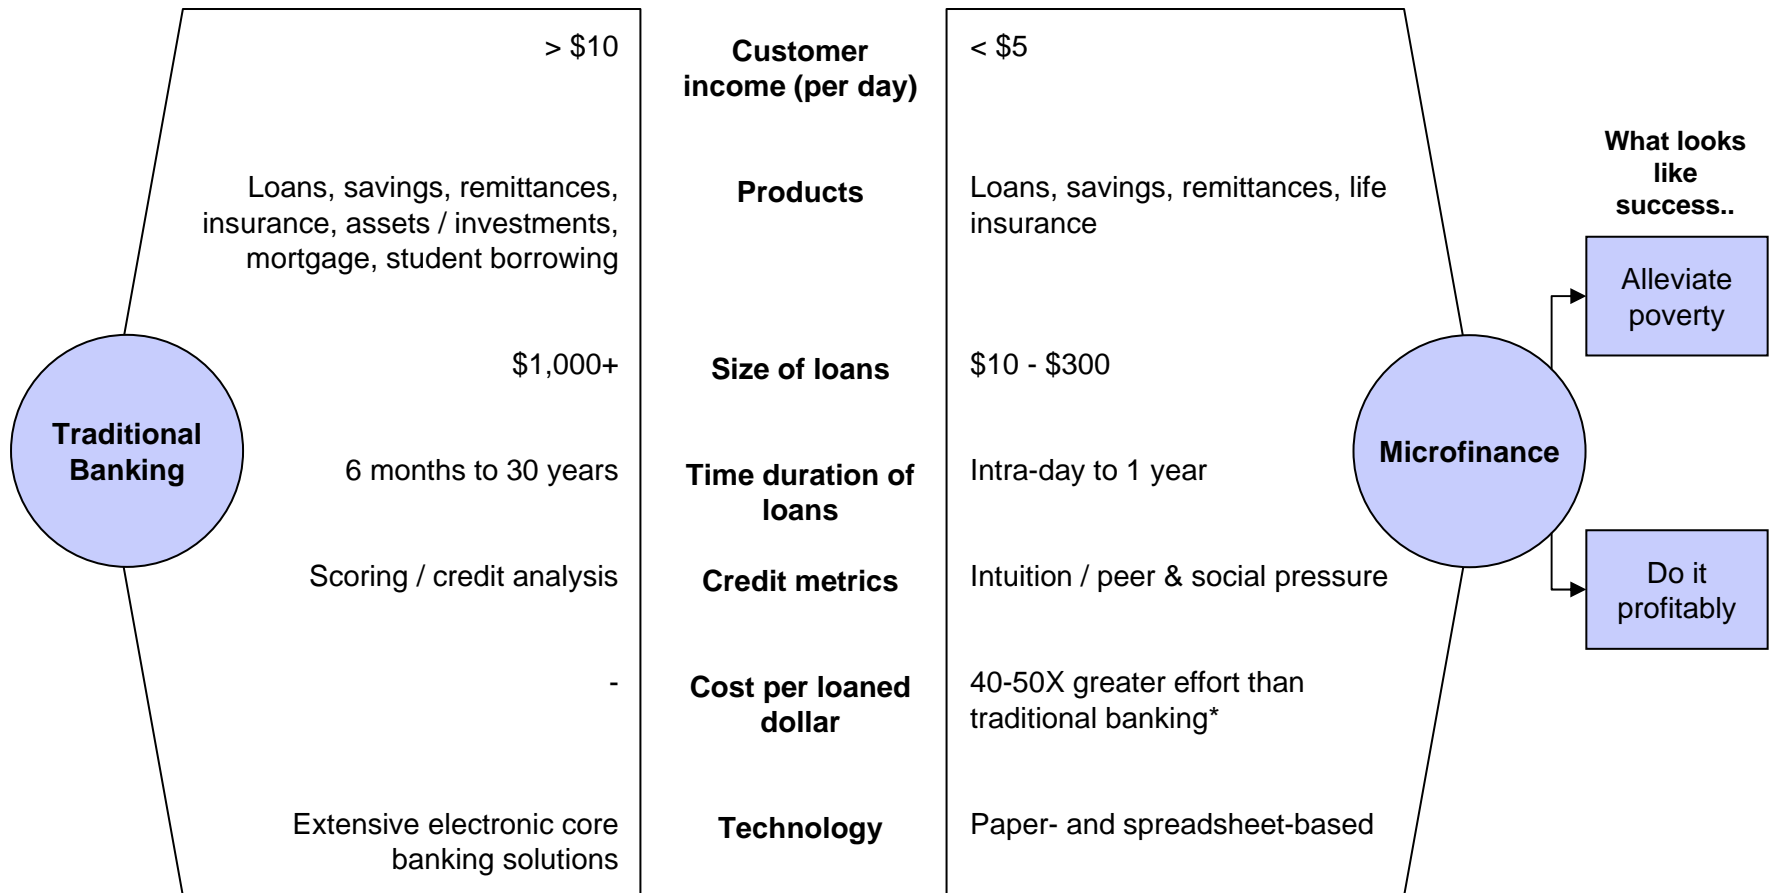 > $10
Customer
income (per day)
< $5
Loans, savings, remittances,
insurance, assets / investments,
mortgage, student borrowing
Products
Loans, savings, remittances, life
insurance
$1,000+
Size of loans
$10 - $300
Traditional
Banking
6 months to 30 years
Time duration of
loans
Intra-day to 1 year
Microfinance
Scoring / credit analysis
Credit metrics
Intuition / peer & social pressure
-
Cost per loaned
dollar
40-50X greater effort than
traditional banking*
Extensive electronic core
banking solutions
Technology
Paper- and spreadsheet-based
What looks
like
success..
Alleviate
poverty
Do it
profitably